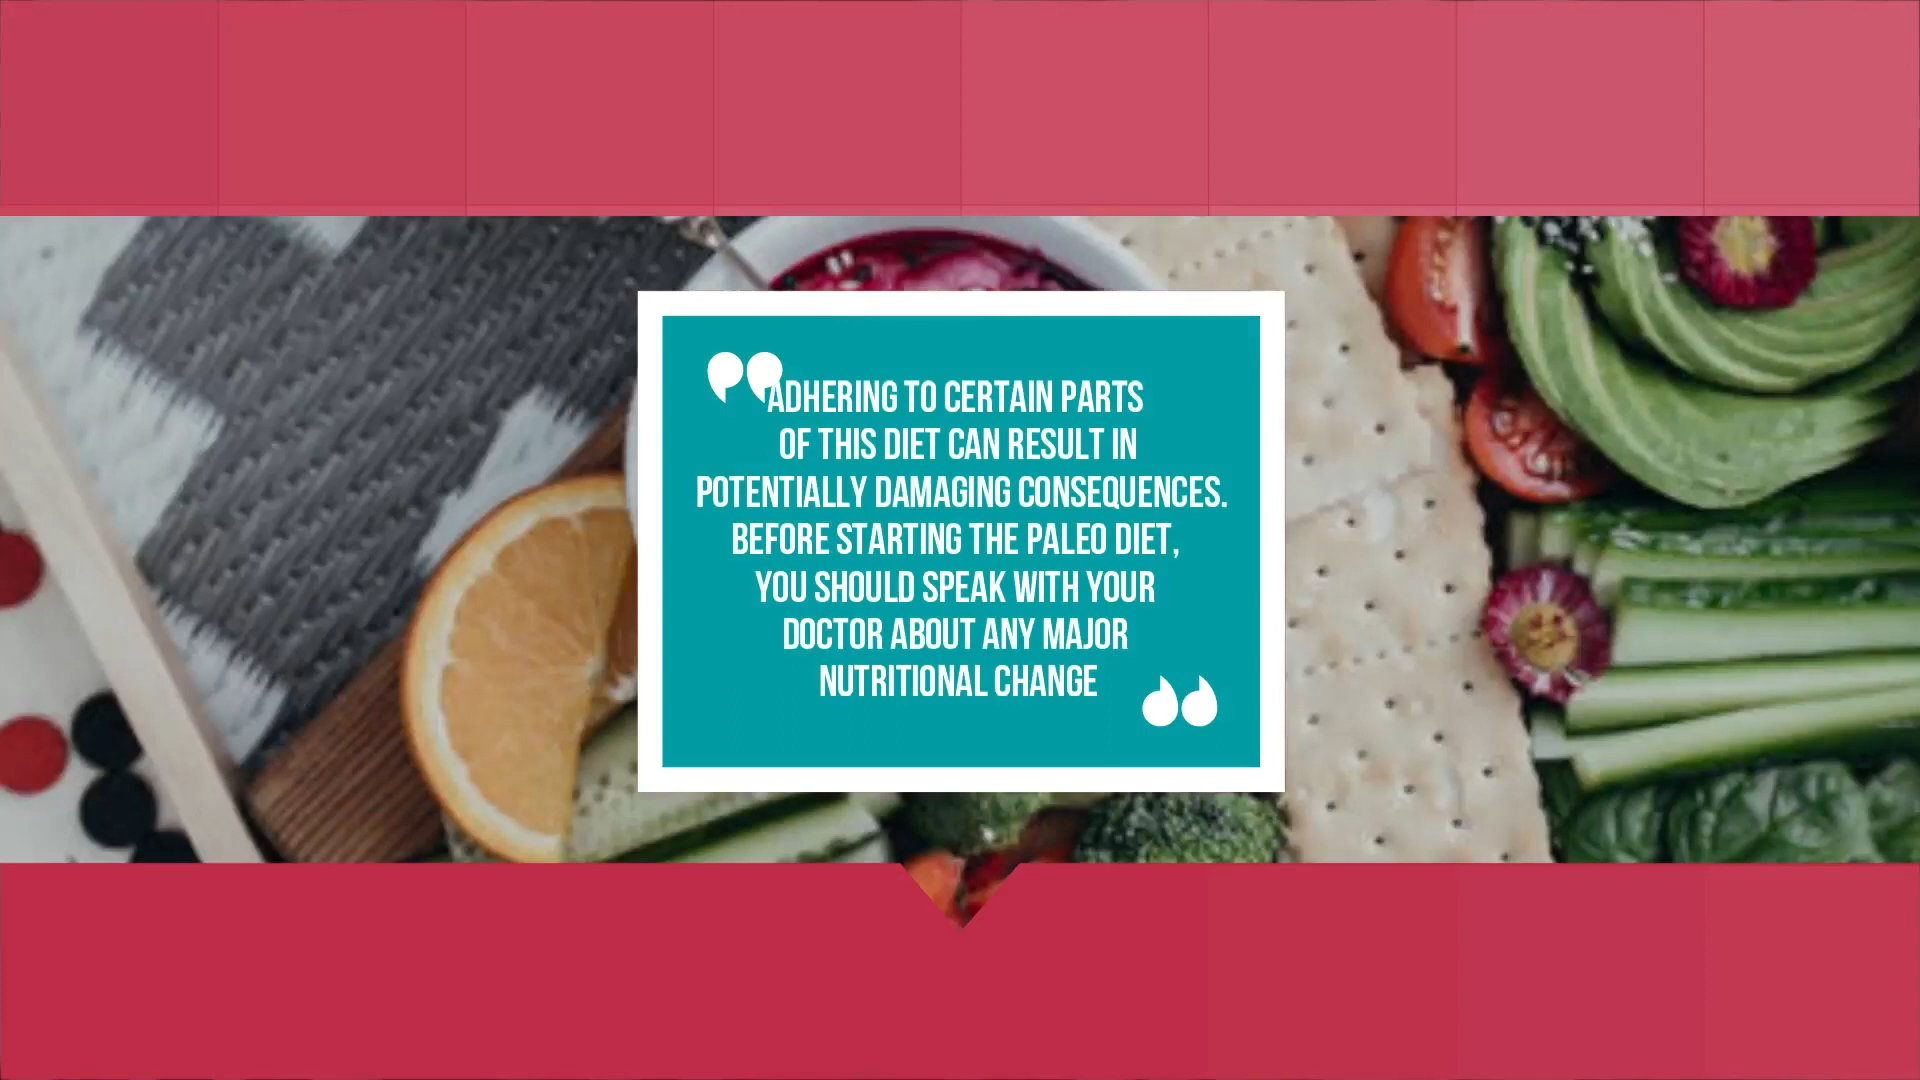 ❟❟ADHERING TO CERTAIN PARTS
OF THIS DIET CAN RESULT IN
POTENTIALLY DAMAGING CONSEQUENCES.
BEFORE STARTING THE PALEO DIET,
YOU SHOULD SPEAK WITH YOUR
DOCTOR ABOUT ANY MAJOR
NUTRITIONAL CHANGE